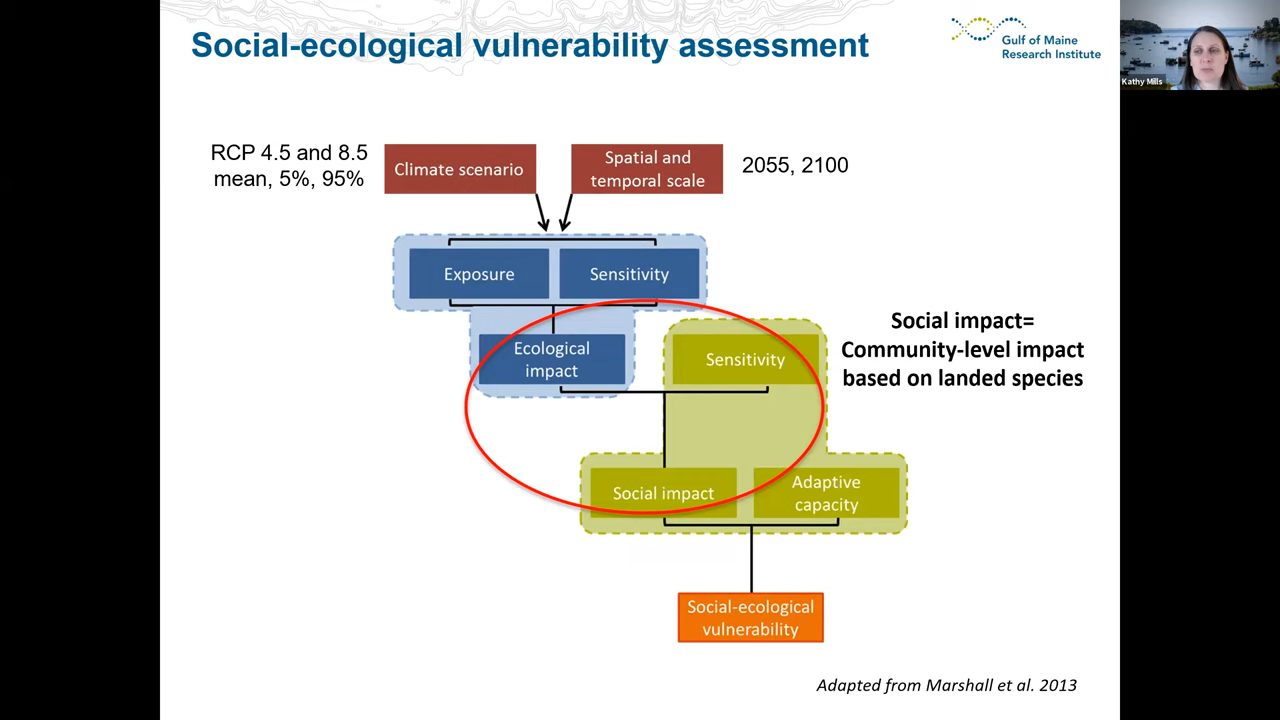 Social-ecological vulnerability assessment
Gulf of Maine
Research Institute
Kathy Mills
RCP 4.5 and 8.5
mean, 5%, 95%
Climate scenario
Spatial and
temporal scale
2055, 2100
Exposure
Sensitivity
Ecological
impact
Sensitivity
Social impact=
Community-level impact
based on landed species
Social impact
Adaptive
capacity
Social-ecological
vulnerability
Adapted from Marshall et al. 2013